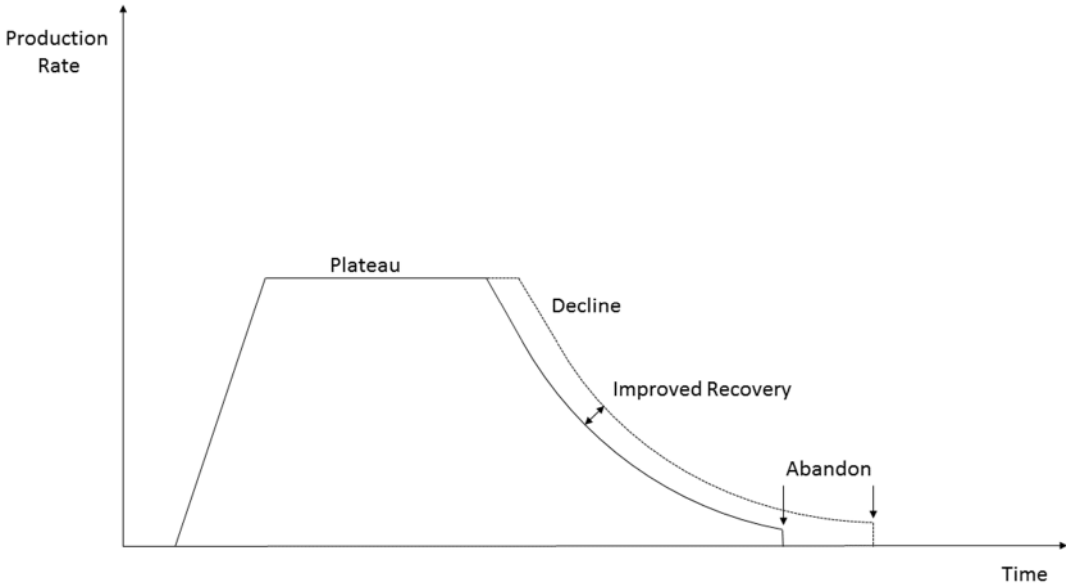 Production
Rate
Plateau
Decline
Improved Recovery
Abandon
Time